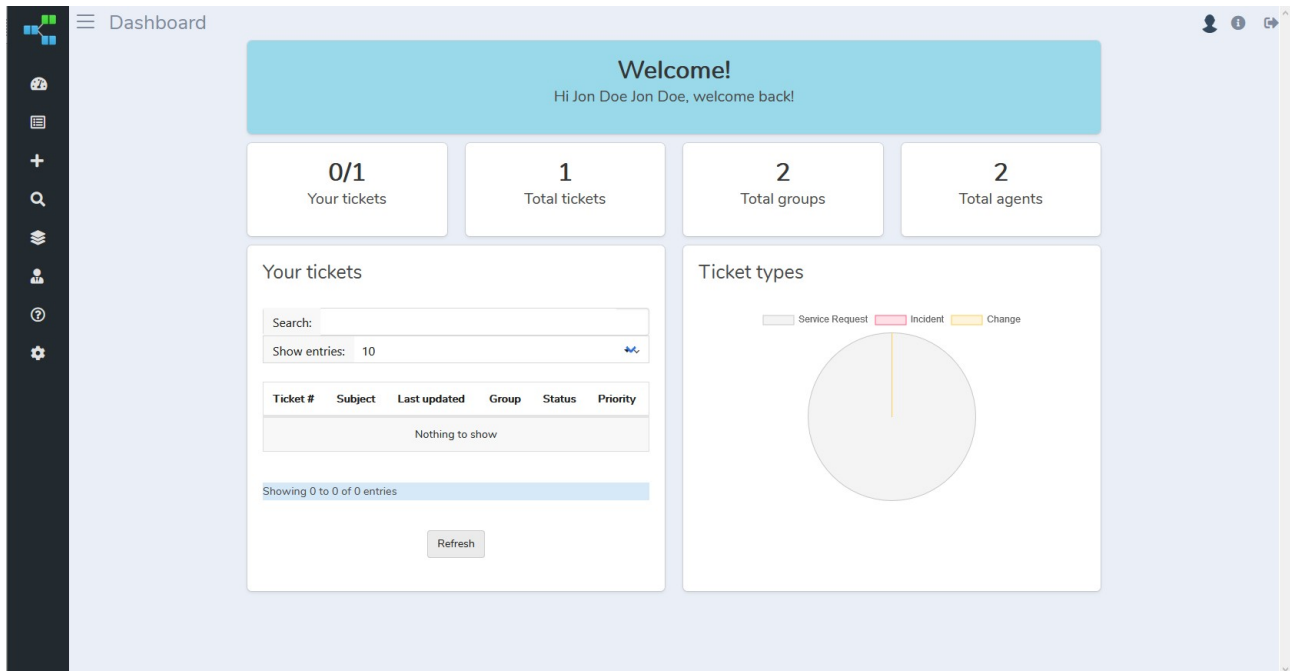 Dashboard
Welcome!
Hi Jon Doe Jon Doe, welcome back!
0/1
Your tickets
1
Total tickets
2
Total groups
2
Total agents
Your tickets
Search:
Show entries: 10
Ticket # Subject Last updated Group Status Priority
Nothing to show
Showing 0 to 0 of 0 entries
Refresh
Ticket types
Service Request Incident Change